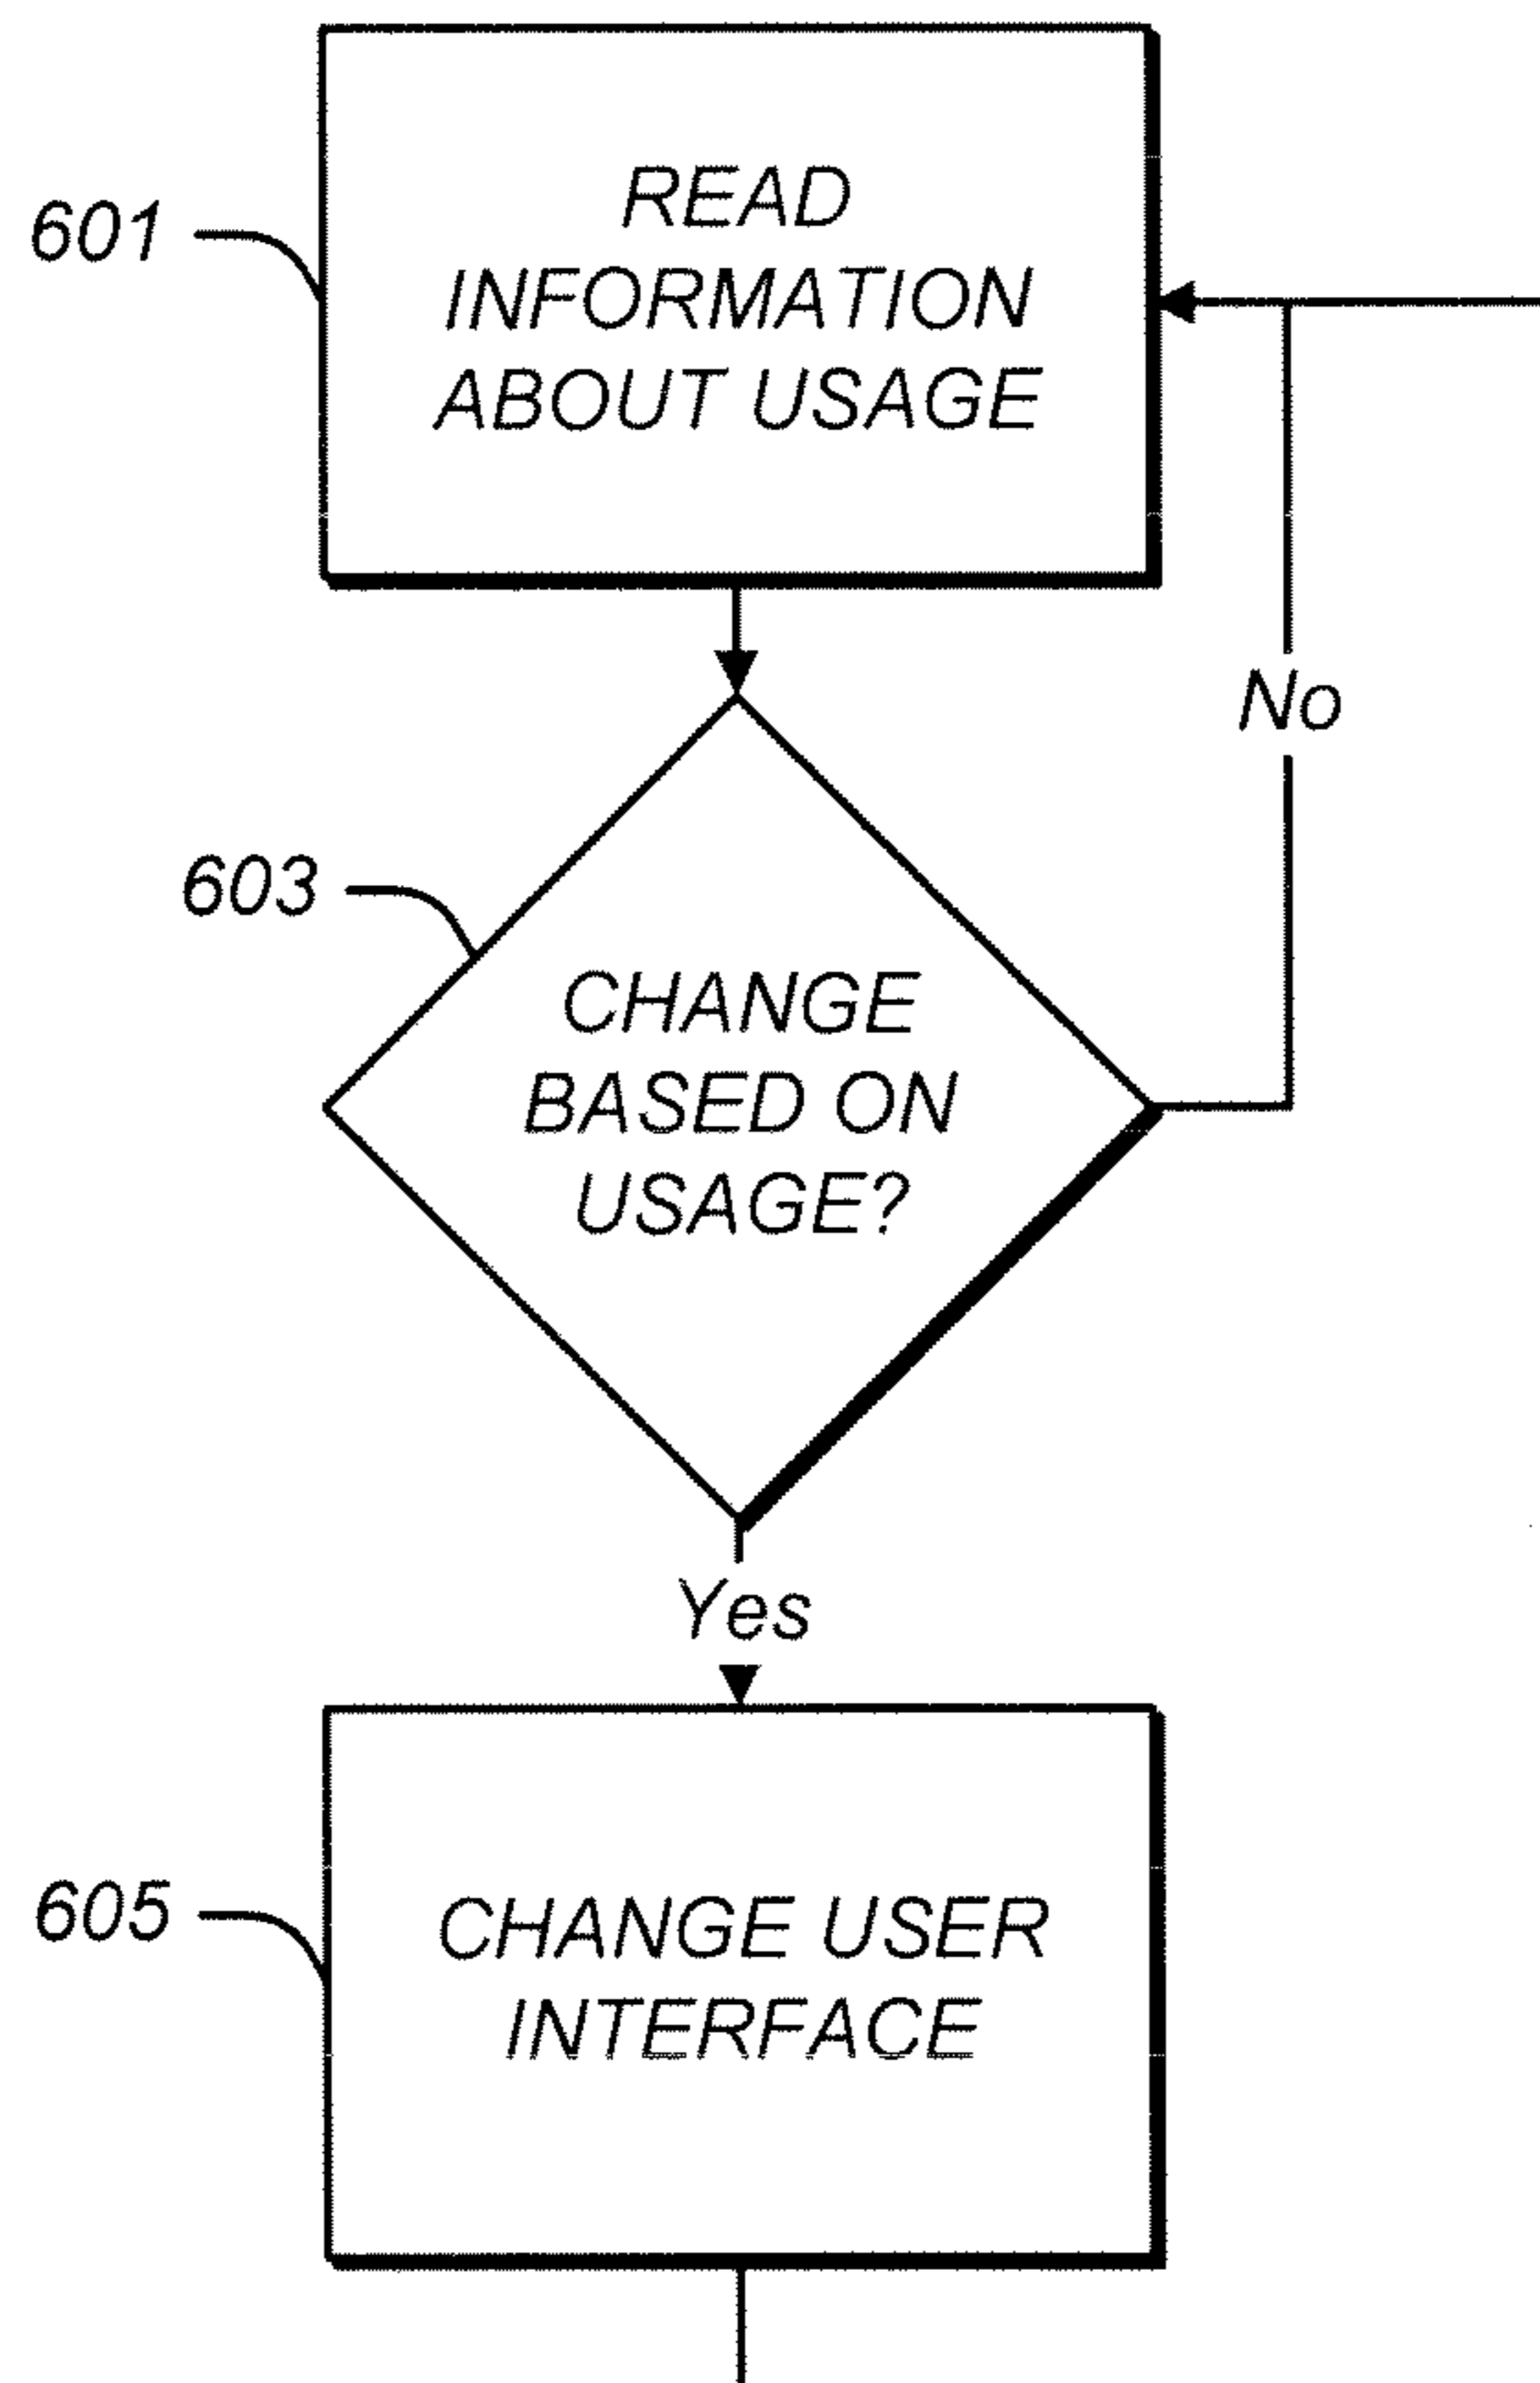 601
READ
INFORMATION
ABOUT USAGE
No
603
CHANGE
BASED ON
USAGE?
Yes
605
CHANGE USER
INTERFACE